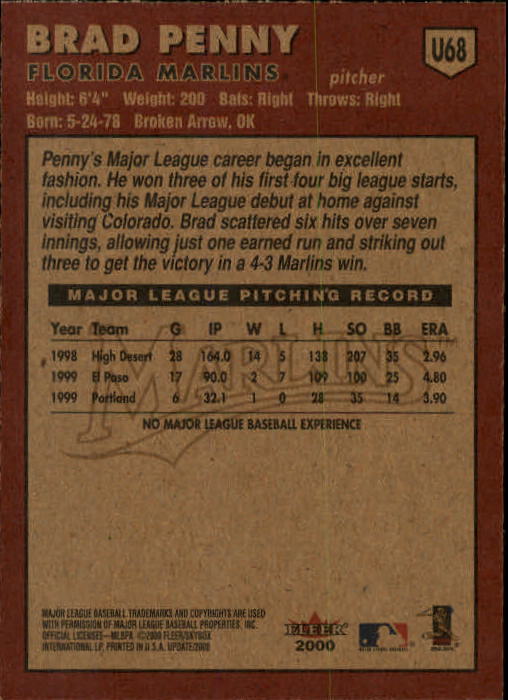 BRAD PENNY
U68
FLORIDA MARLINS
pitcher
Height: 6'4" Weight: 200 Bats: Right Throws: Right
Born: 5-24-78 Broken Arrow, OK
Penny's Major League career began in excellent
fashion. He won three of his first four big league starts,
including his Major League debut at home against
visiting Colorado. Brad scattered six hits over seven
innings, allowing just one earned run and striking out
three to get the victory in a 4-3 Marlins win.
MAJOR LEAGUE PITCHING RECORD
Year Team G IP W L H SO BB ERA
1998 High Desert 28 164.0 14 5 138 207 35 2.96
1999 El Paso 17 90.0 2 7 109 100 25 4.80
1999 Portland 6 32.1 1 0 28 35 14 3.90
MARLINS
NO MAJOR LEAGUE BASEBALL EXPERIENCE
MAJOR LEAGUE BASEBALL TRADEMARKS AND COPYRIGHTS ARE USED
WITH PERMISSION OF MAJOR LEAGUE BASEBALL PROPERTIES, INC.
OFFICIAL LICENSEE—MLBPA ©2000 FLEER/SKYBOX
INTERNATIONAL LP. PRINTED IN U.S.A. UPDATE/2000
FLEER
2000